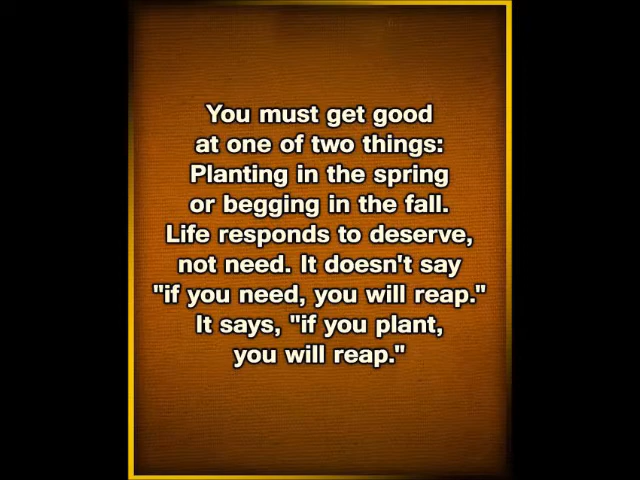 You must get good
at one of two things:
Planting in the spring
or begging in the fall.
Life responds to deserve,
not need. It doesn't say
"if you need, you will reap."
It says, "if you plant,
you will reap."